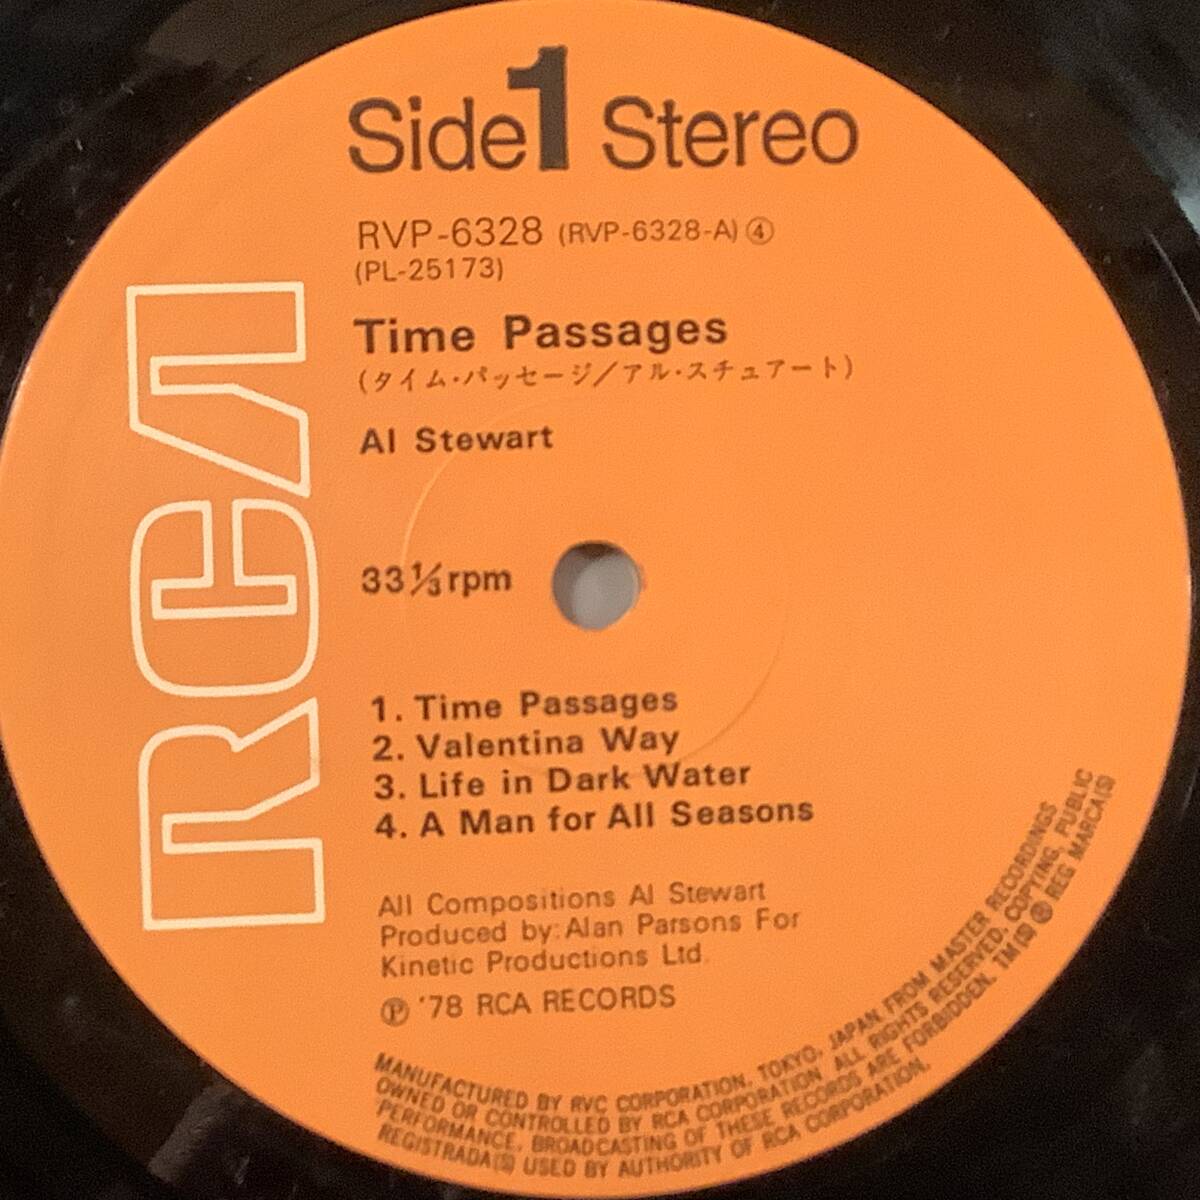 Side 1 Stereo
RVP-6328 (RVP-6328-A) ④
(PL-25173)
Time Passages
(タイム・パッセージ/アル・スチュアート)
Al Stewart
RCA
33⅓ rpm
1. Time Passages
2. Valentina Way
3. Life in Dark Water
4. A Man for All Seasons
All Compositions Al Stewart
Produced by: Alan Parsons For
Kinetic Productions Ltd.
Ⓟ '78 RCA RECORDS
MANUFACTURED BY RVC CORPORATION, TOKYO, JAPAN FROM MASTER RECORDINGS
OWNED OR CONTROLLED BY RCA CORPORATION. ALL RIGHTS RESERVED. COPYING, PUBLIC
PERFORMANCE, BROADCASTING OF THESE RECORDS ARE FORBIDDEN. TM(S) ® REG MARCA(S)
REGISTRADA(S) USED BY AUTHORITY OF RCA CORPORATION.